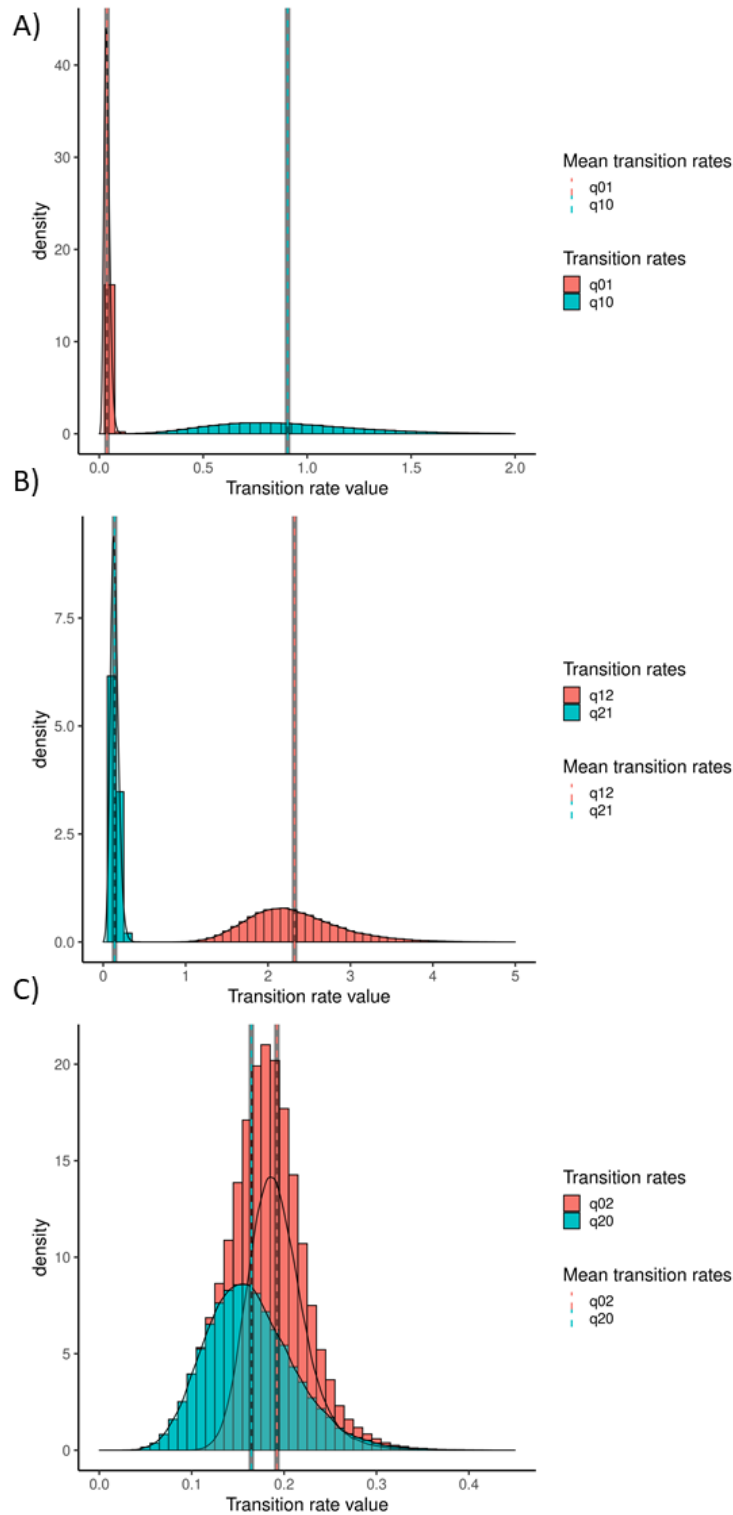 A)
40
30
20
10
0
density
0.0 0.5 1.0 1.5 2.0
Transition rate value
Mean transition rates
q01
q10
Transition rates
q01
q10
B)
7.5
5.0
2.5
0.0
density
0 1 2 3 4 5
Transition rate value
Transition rates
q12
q21
Mean transition rates
q12
q21
C)
20
15
10
5
0
density
0.0 0.1 0.2 0.3 0.4
Transition rate value
Transition rates
q02
q20
Mean transition rates
q02
q20